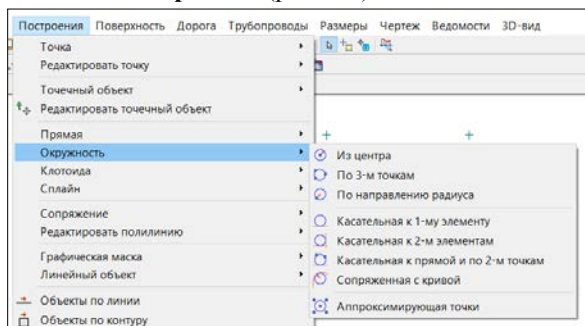 Построения Поверхность Дорога Трубопроводы Размеры Чертеж Ведомости 3D-вид
Точка
Редактировать точку
Точечный объект
Редактировать точечный объект
Прямая
Окружность
Клотоида
Сплайн
Сопряжение
Редактировать полилинию
Графическая маска
Линейный объект
Объекты по линии
Объекты по контуру
Из центра
По 3-м точкам
По направлению радиуса
Касательная к 1-му элементу
Касательная к 2-м элементам
Касательная к прямой и по 2-м точкам
Сопряженная с кривой
Аппроксимирующая точки